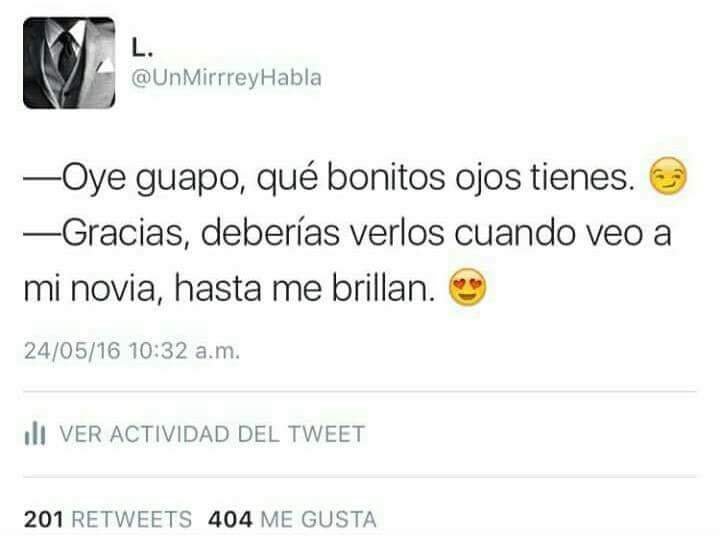 L.
@UnMirrreyHabla
—Oye guapo, qué bonitos ojos tienes. 😏
—Gracias, deberías verlos cuando veo a
mi novia, hasta me brillan. 😍
24/05/16 10:32 a.m.
VER ACTIVIDAD DEL TWEET
201 RETWEETS 404 ME GUSTA